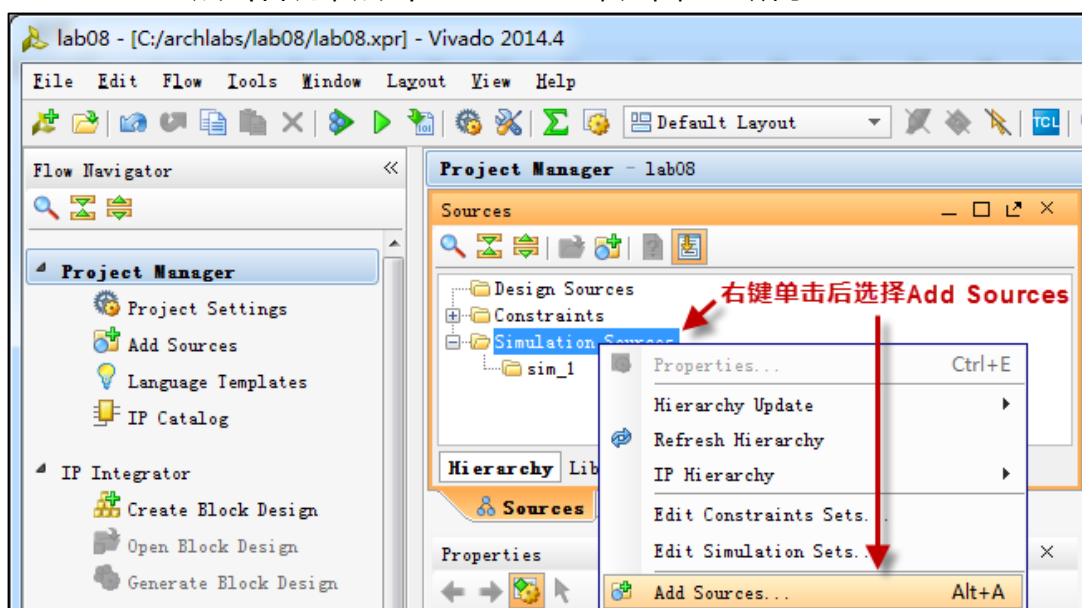 lab08 - [C:/archlabs/lab08/lab08.xpr] - Vivado 2014.4
File Edit Flow Tools Window Layout View Help
Default Layout
TCL
Flow Navigator
Project Manager - lab08
Sources
Project Manager
Project Settings
Add Sources
Language Templates
IP Catalog
IP Integrator
Create Block Design
Open Block Design
Generate Block Design
Design Sources
Constraints
Simulation Sources
sim_1
右键单击后选择Add Sources
Hierarchy Lib
Sources
Properties
Properties... Ctrl+E
Hierarchy Update
Refresh Hierarchy
IP Hierarchy
Edit Constraints Sets...
Edit Simulation Sets...
Add Sources... Alt+A